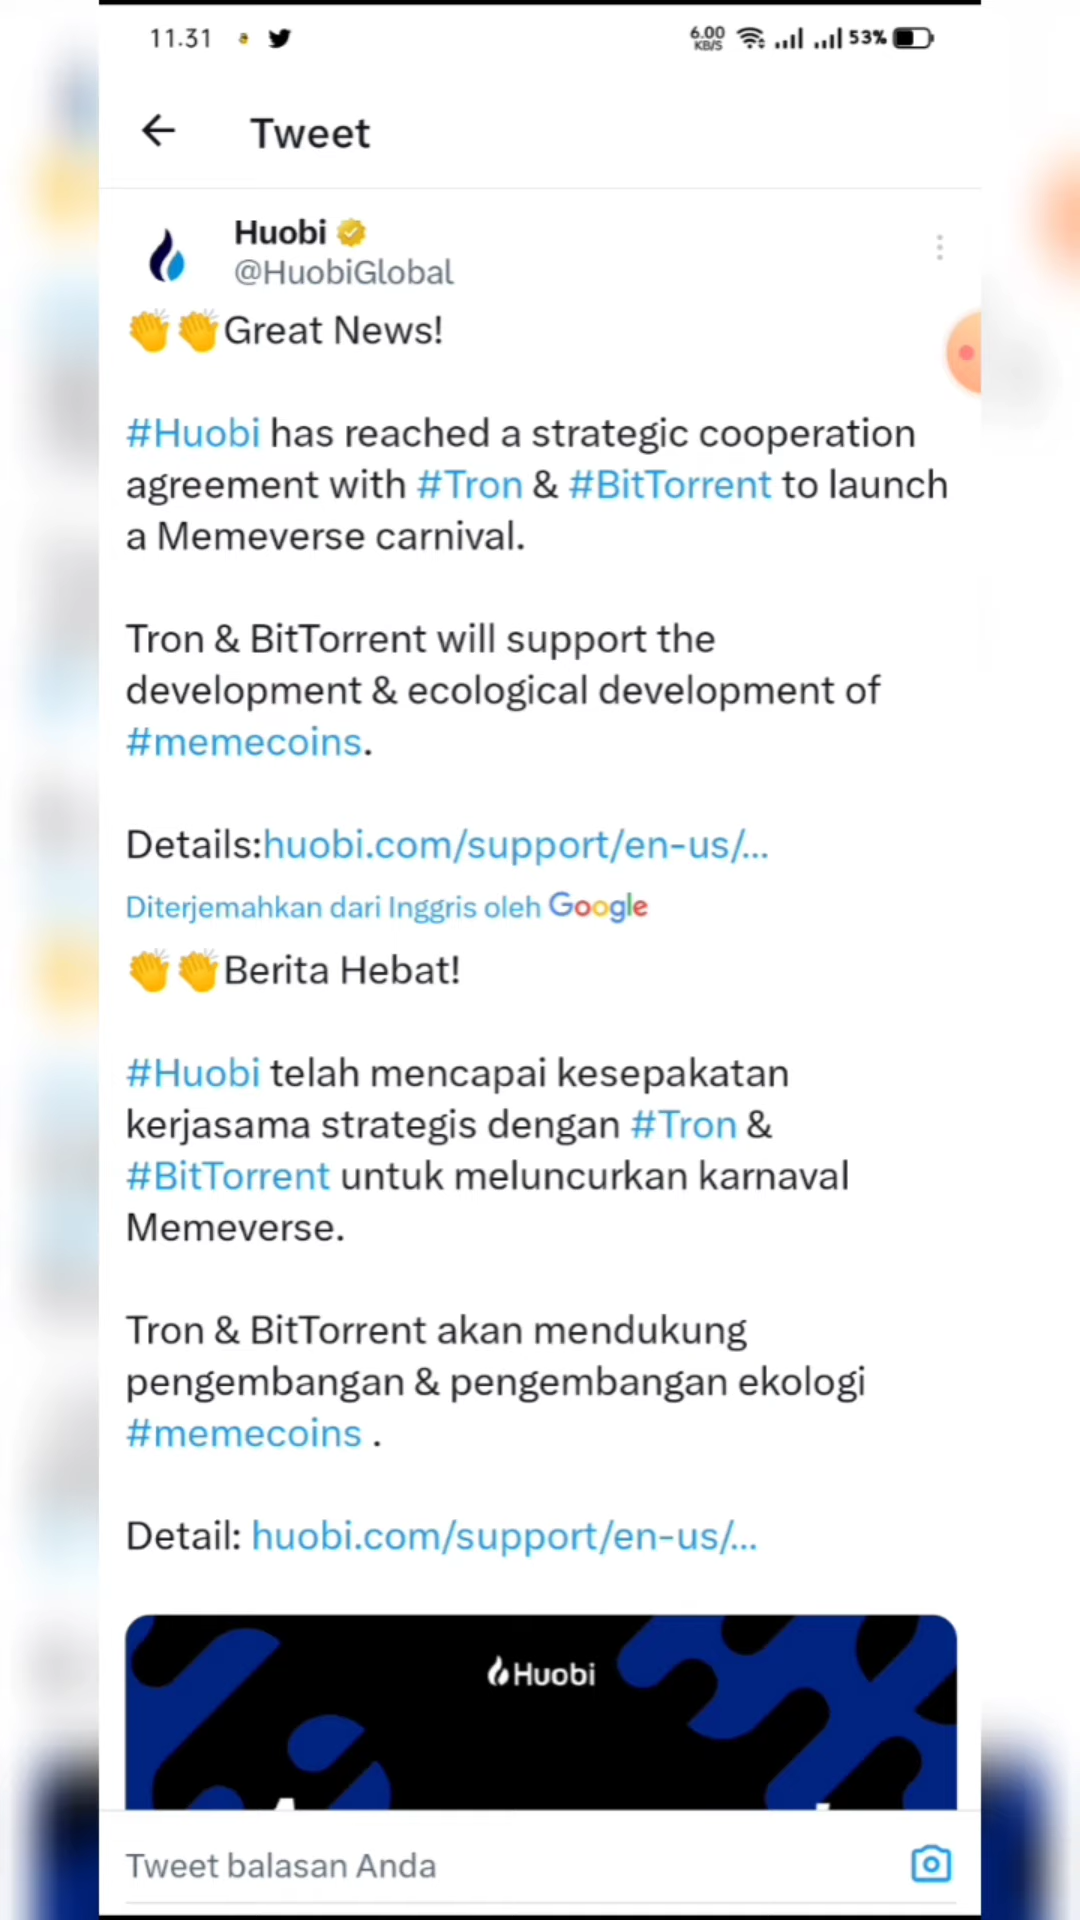 11.31
6.00 KB/S 53%
Tweet
Huobi
@HuobiGlobal
👏👏Great News!
#Huobi has reached a strategic cooperation
agreement with #Tron & #BitTorrent to launch
a Memeverse carnival.
Tron & BitTorrent will support the
development & ecological development of
#memecoins.
Details:huobi.com/support/en-us/...
Diterjemahkan dari Inggris oleh Google
👏👏Berita Hebat!
#Huobi telah mencapai kesepakatan
kerjasama strategis dengan #Tron &
#BitTorrent untuk meluncurkan karnaval
Memeverse.
Tron & BitTorrent akan mendukung
pengembangan & pengembangan ekologi
#memecoins .
Detail: huobi.com/support/en-us/...
Huobi
Tweet balasan Anda